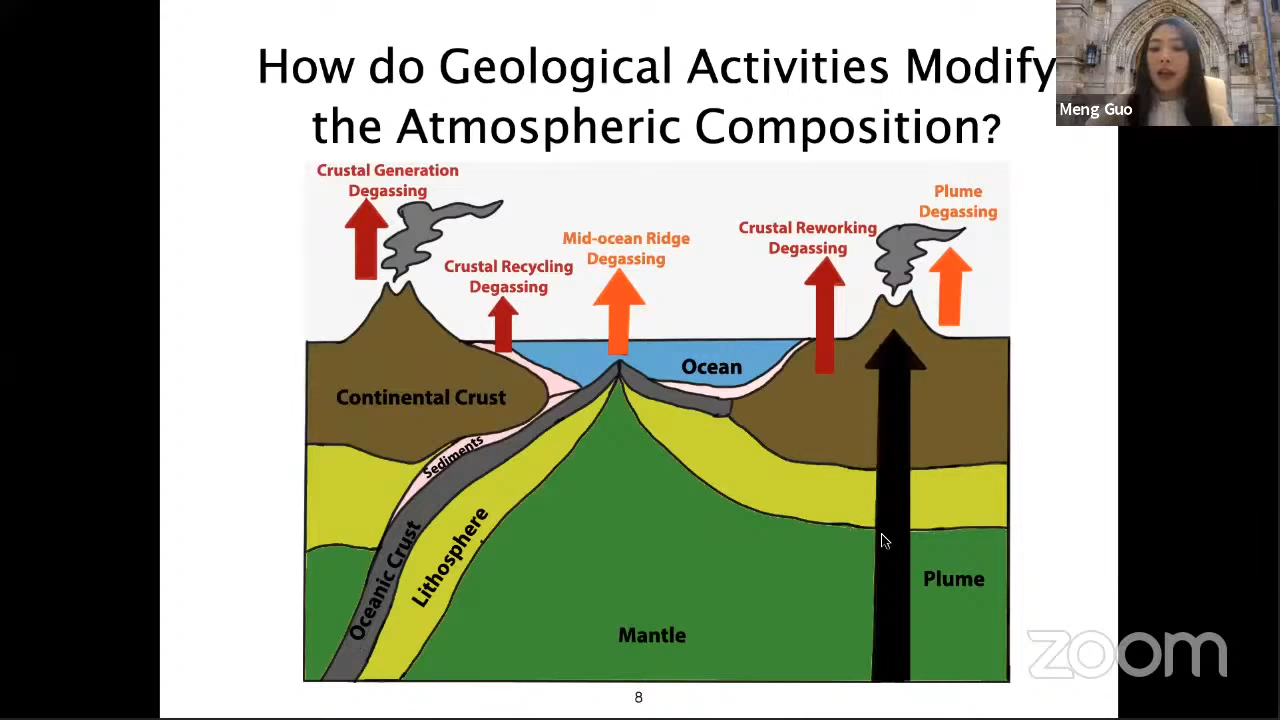 How do Geological Activities Modify
the Atmospheric Composition?
Meng Guo
Crustal Generation
Degassing
Plume
Degassing
Crustal Reworking
Degassing
Mid-ocean Ridge
Degassing
Crustal Recycling
Degassing
Ocean
Continental Crust
Sediments
Oceanic Crust
Lithosphere
Plume
Mantle
zoom
8